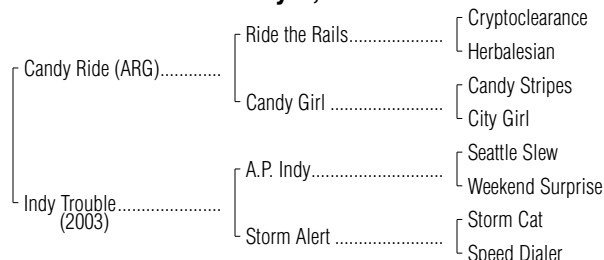 Ride the Rails....................
Cryptoclearance
Herbalesian
Candy Ride (ARG).............
Candy Girl ........................
Candy Stripes
City Girl
A.P. Indy............................
Seattle Slew
Weekend Surprise
Indy Trouble......................
(2003)
Storm Alert .......................
Storm Cat
Speed Dialer